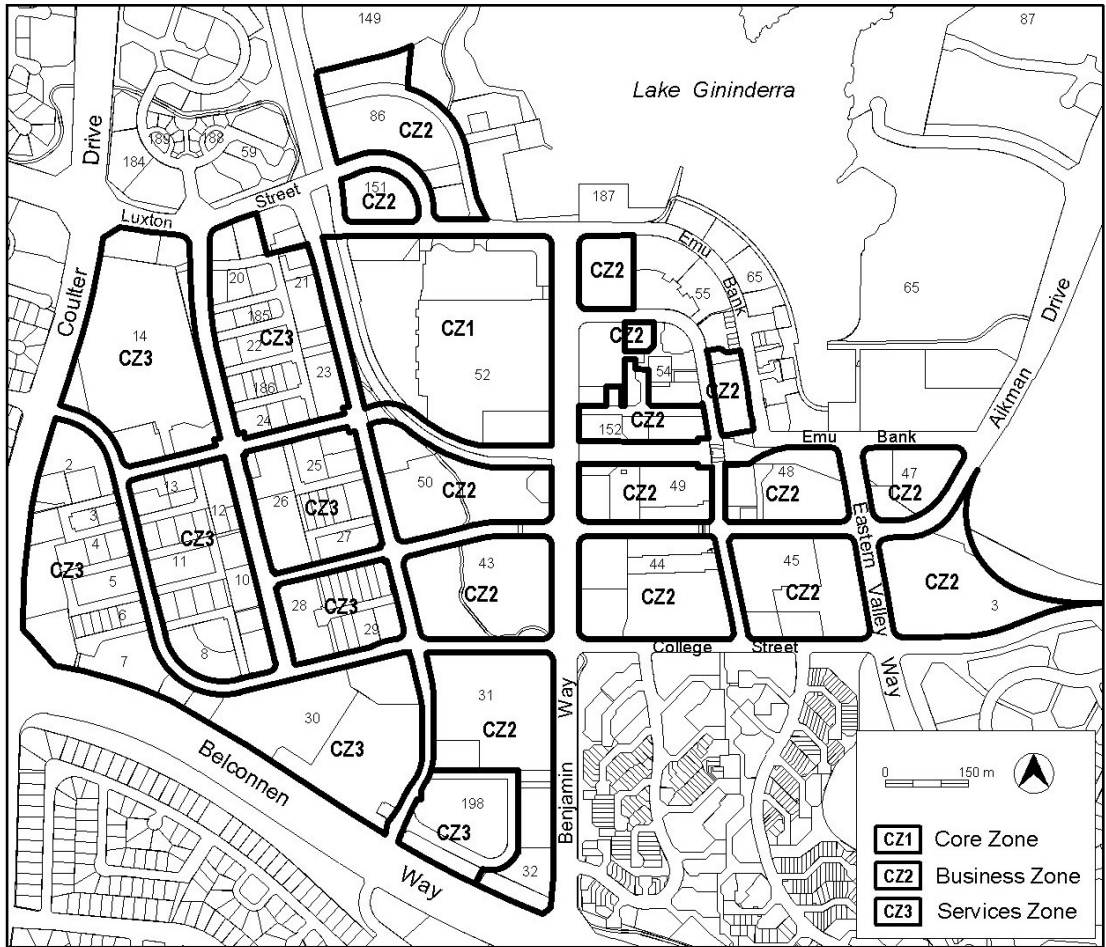 149
87
Lake Gininderra
86
CZ2
Drive
189
188
184
59
151
CZ2
187
Street
Luxton
Emu
Bank
CZ2
20
21
65
65
Coulter
55
185
14
CZ3
CZ3
22
CZ1
CZ2
Drive
23
52
54
186
CZ2
24
CZ2
152
Aikman
Emu Bank
2
25
50
CZ2
13
26
CZ2
49
48
CZ2
47
CZ2
3
12
CZ3
CZ3
4
11
27
Eastern Valley Way
43
44
45
CZ3
5
10
CZ2
CZ2
CZ2
CZ2
3
6
28
CZ3
29
7
8
College Street
31
30
CZ2
CZ3
Belconnen Way
Benjamin Way
198
CZ3
32
0 150 m
CZ1 Core Zone
CZ2 Business Zone
CZ3 Services Zone